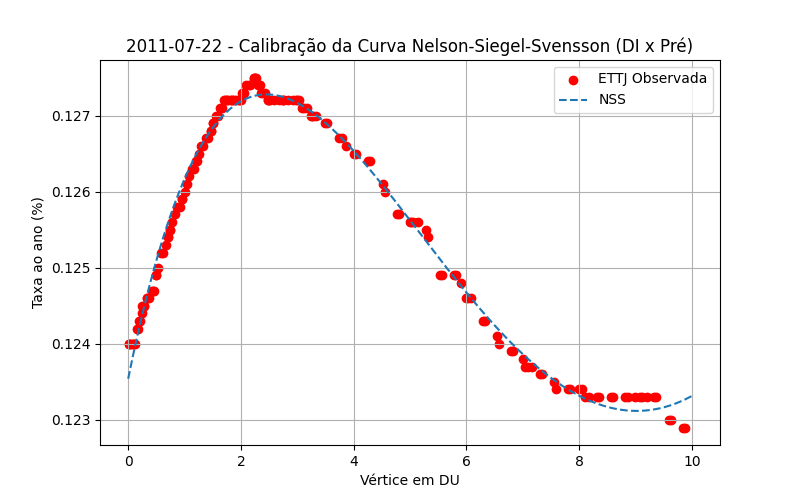 2011-07-22 - Calibração da Curva Nelson-Siegel-Svensson (DI x Pré)
ETTJ Observada
NSS
Taxa ao ano (%)
0.127
0.126
0.125
0.124
0.123
0 2 4 6 8 10
Vértice em DU